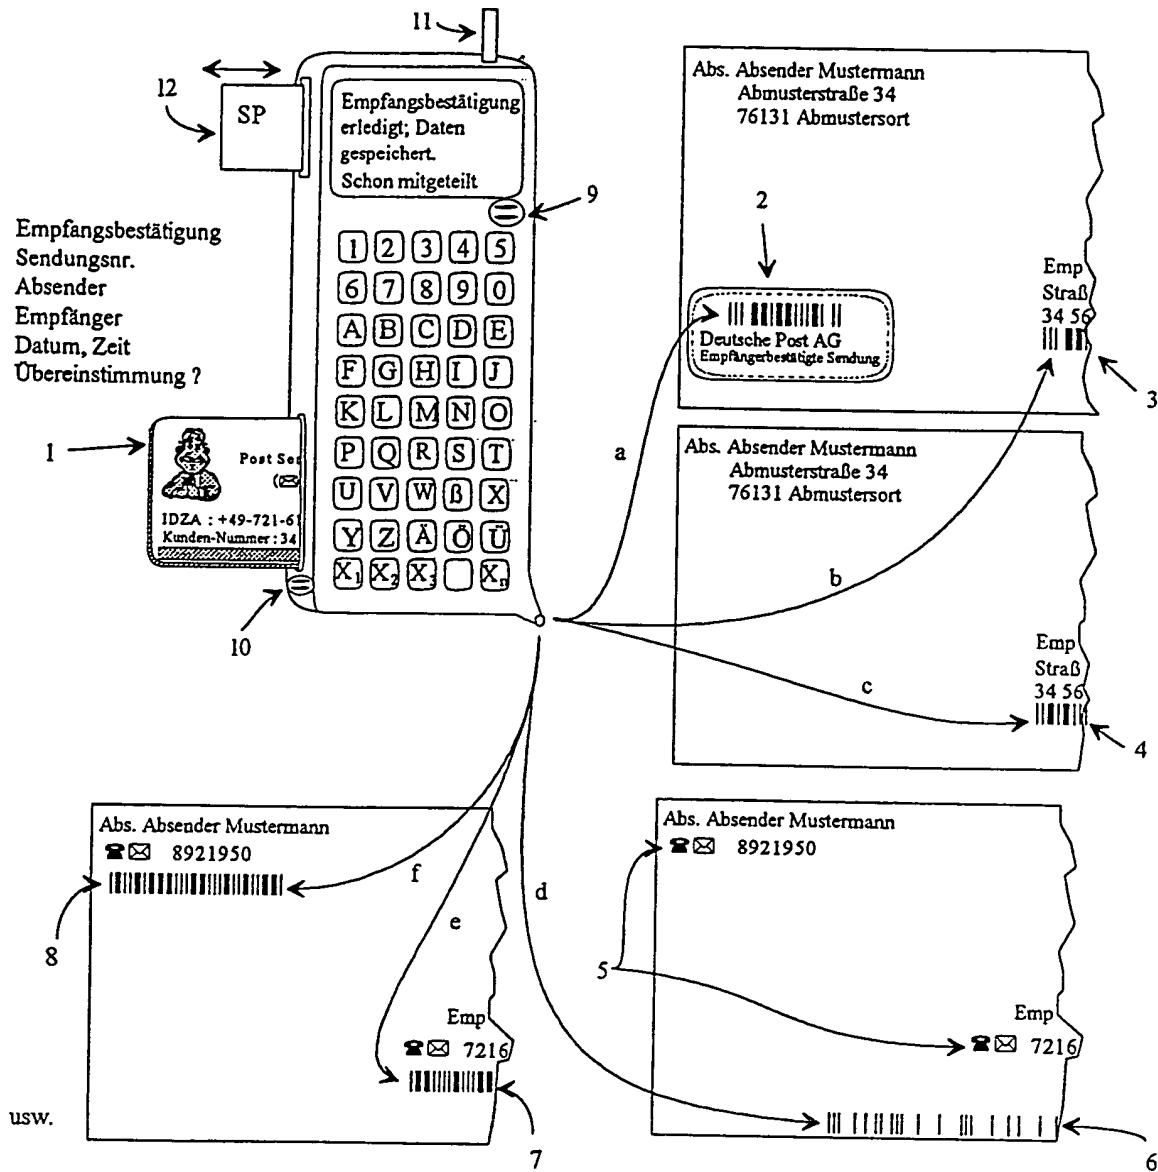 11
12
SP
Empfangsbestätigung
erledigt; Daten
gespeichert.
Schon mitgeteilt
9
Empfangsbestätigung
Sendungsnr.
Absender
Empfänger
Datum, Zeit
Übereinstimmung ?
1 2 3 4 5
6 7 8 9 0
A B C D E
F G H I J
K L M N O
P Q R S T
U V W ß X
Y Z Ä Ö Ü
X1 X2 X3 Xn
1
Post Ser
IDZA : +49-721-61
Kunden-Nummer : 34
10
Abs. Absender Mustermann
Abmusterstraße 34
76131 Abmustersort
2
Deutsche Post AG
Empfängerbestätigte Sendung
Emp
Straß
34 56
3
a
b
c
Abs. Absender Mustermann
Abmusterstraße 34
76131 Abmustersort
Emp
Straß
34 56
4
Abs. Absender Mustermann
☎✉ 8921950
f
e
d
8
Emp
☎✉ 7216
7
usw.
Abs. Absender Mustermann
☎✉ 8921950
5
Emp
☎✉ 7216
6